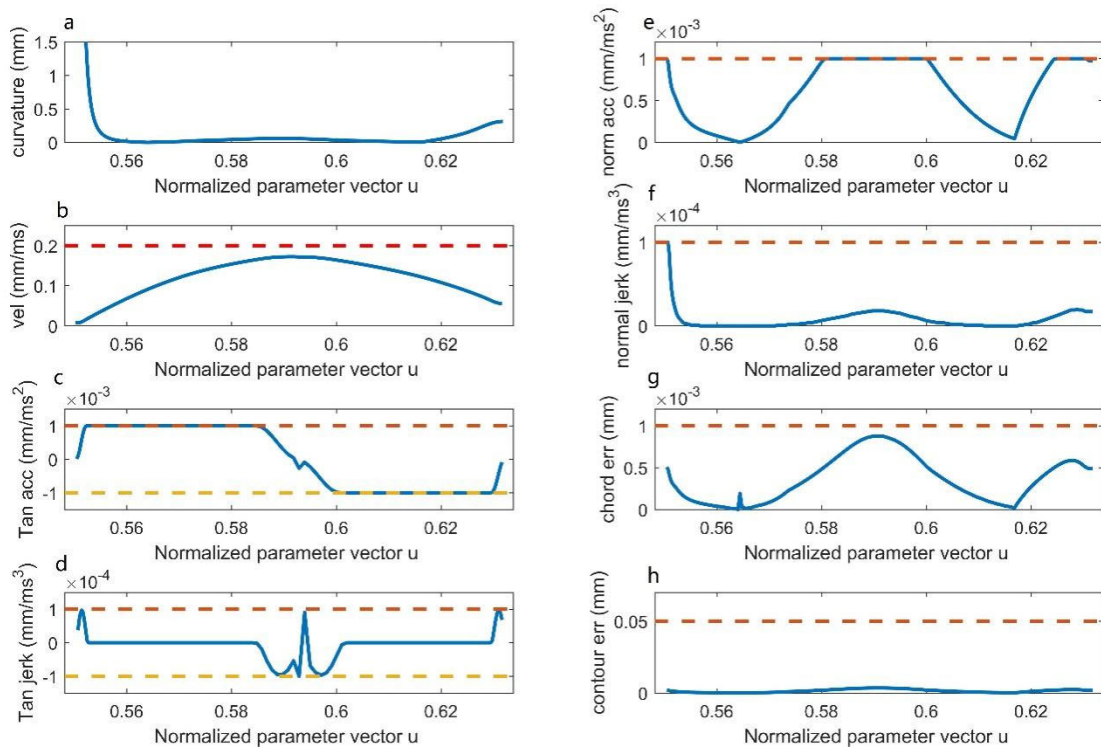 a
1.5
1
0.5
0
curvature (mm)
0.56 0.58 0.6 0.62
Normalized parameter vector u
b
0.2
0.1
0
vel (mm/ms)
0.56 0.58 0.6 0.62
Normalized parameter vector u
c
×10-3
1
0
-1
Tan acc (mm/ms2)
0.56 0.58 0.6 0.62
Normalized parameter vector u
d
×10-4
1
0
-1
Tan jerk (mm/ms3)
0.56 0.58 0.6 0.62
Normalized parameter vector u
e
×10-3
1
0.5
0
norm acc (mm/ms2)
0.56 0.58 0.6 0.62
Normalized parameter vector u
f
×10-4
1
0
normal jerk (mm/ms3)
0.56 0.58 0.6 0.62
Normalized parameter vector u
g
×10-3
1
0.5
0
chord err (mm)
0.56 0.58 0.6 0.62
Normalized parameter vector u
h
0.05
0
contour err (mm)
0.56 0.58 0.6 0.62
Normalized parameter vector u